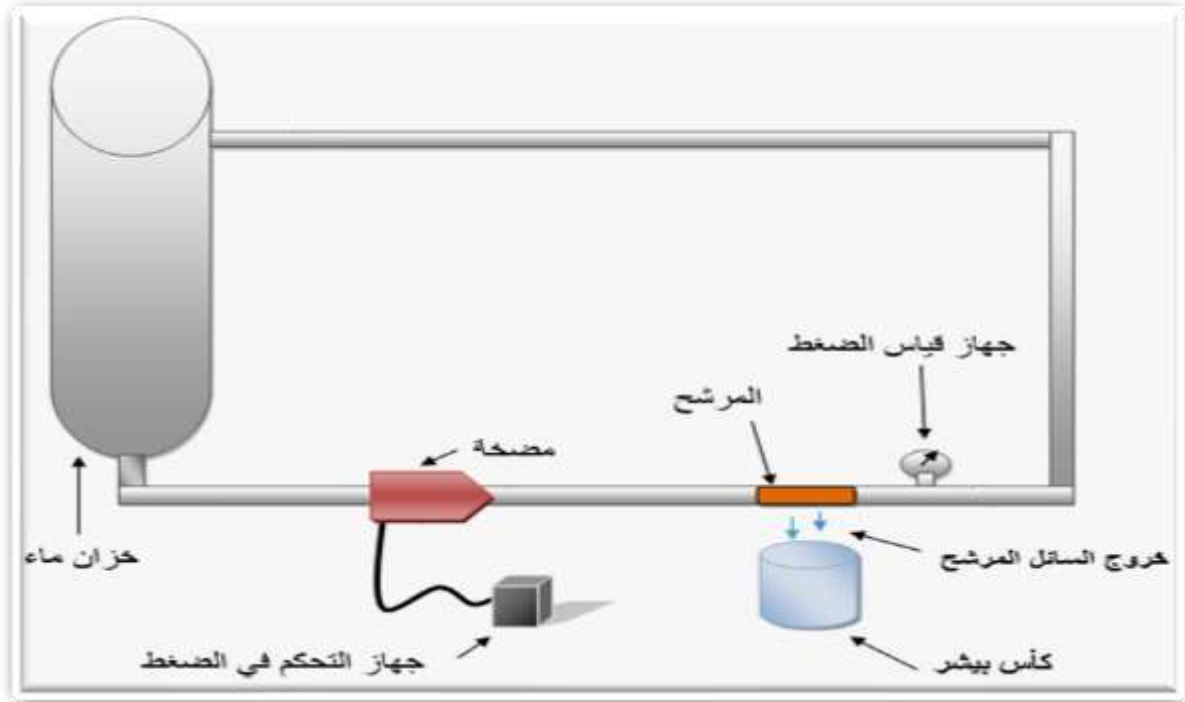 جهاز قياس الضغط
المرشح
مضخة
خزان ماء
خروج السائل المرشح
جهاز التحكم في الضغط
كأس بيشر